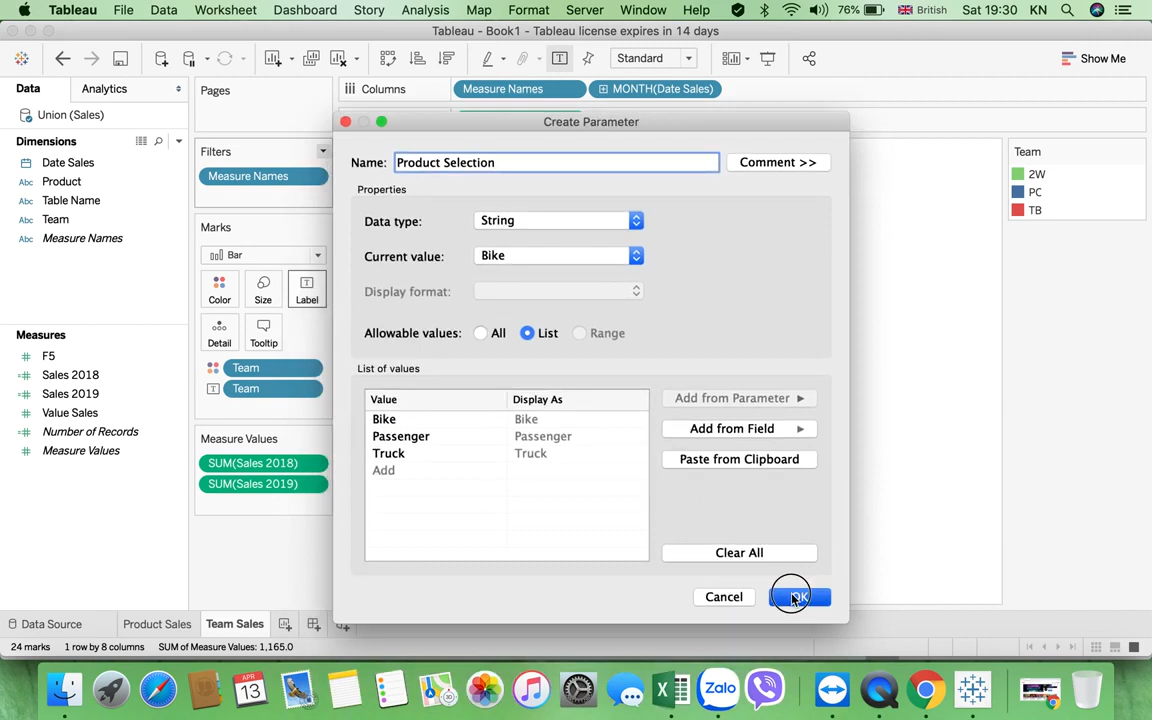 Tableau File Data Worksheet Dashboard Story Analysis Map Format Server Window Help 76% British Sat 19:30 KN
Tableau - Book1 - Tableau license expires in 14 days
Standard Show Me
Data Analytics Pages Columns Measure Names MONTH(Date Sales)
Union (Sales)
Create Parameter
Dimensions Filters Team
Name: Product Selection Comment >>
Date Sales Measure Names 2W
Abc Product Properties PC
Abc Table Name TB
Abc Team Marks Data type: String
Abc Measure Names Bar Current value: Bike
Color Size Label Display format:
Detail Tooltip Allowable values: All List Range
Measures
F5 Team List of values
Sales 2018 T Team
Sales 2019 Value Display As Add from Parameter
Value Sales Bike Bike
Number of Records Measure Values Passenger Passenger Add from Field
Measure Values SUM(Sales 2018) Truck Truck Paste from Clipboard
SUM(Sales 2019) Add
Clear All
Cancel OK
Data Source Product Sales Team Sales
24 marks 1 row by 8 columns SUM of Measure Values: 1,165.0
APR
13 Zalo